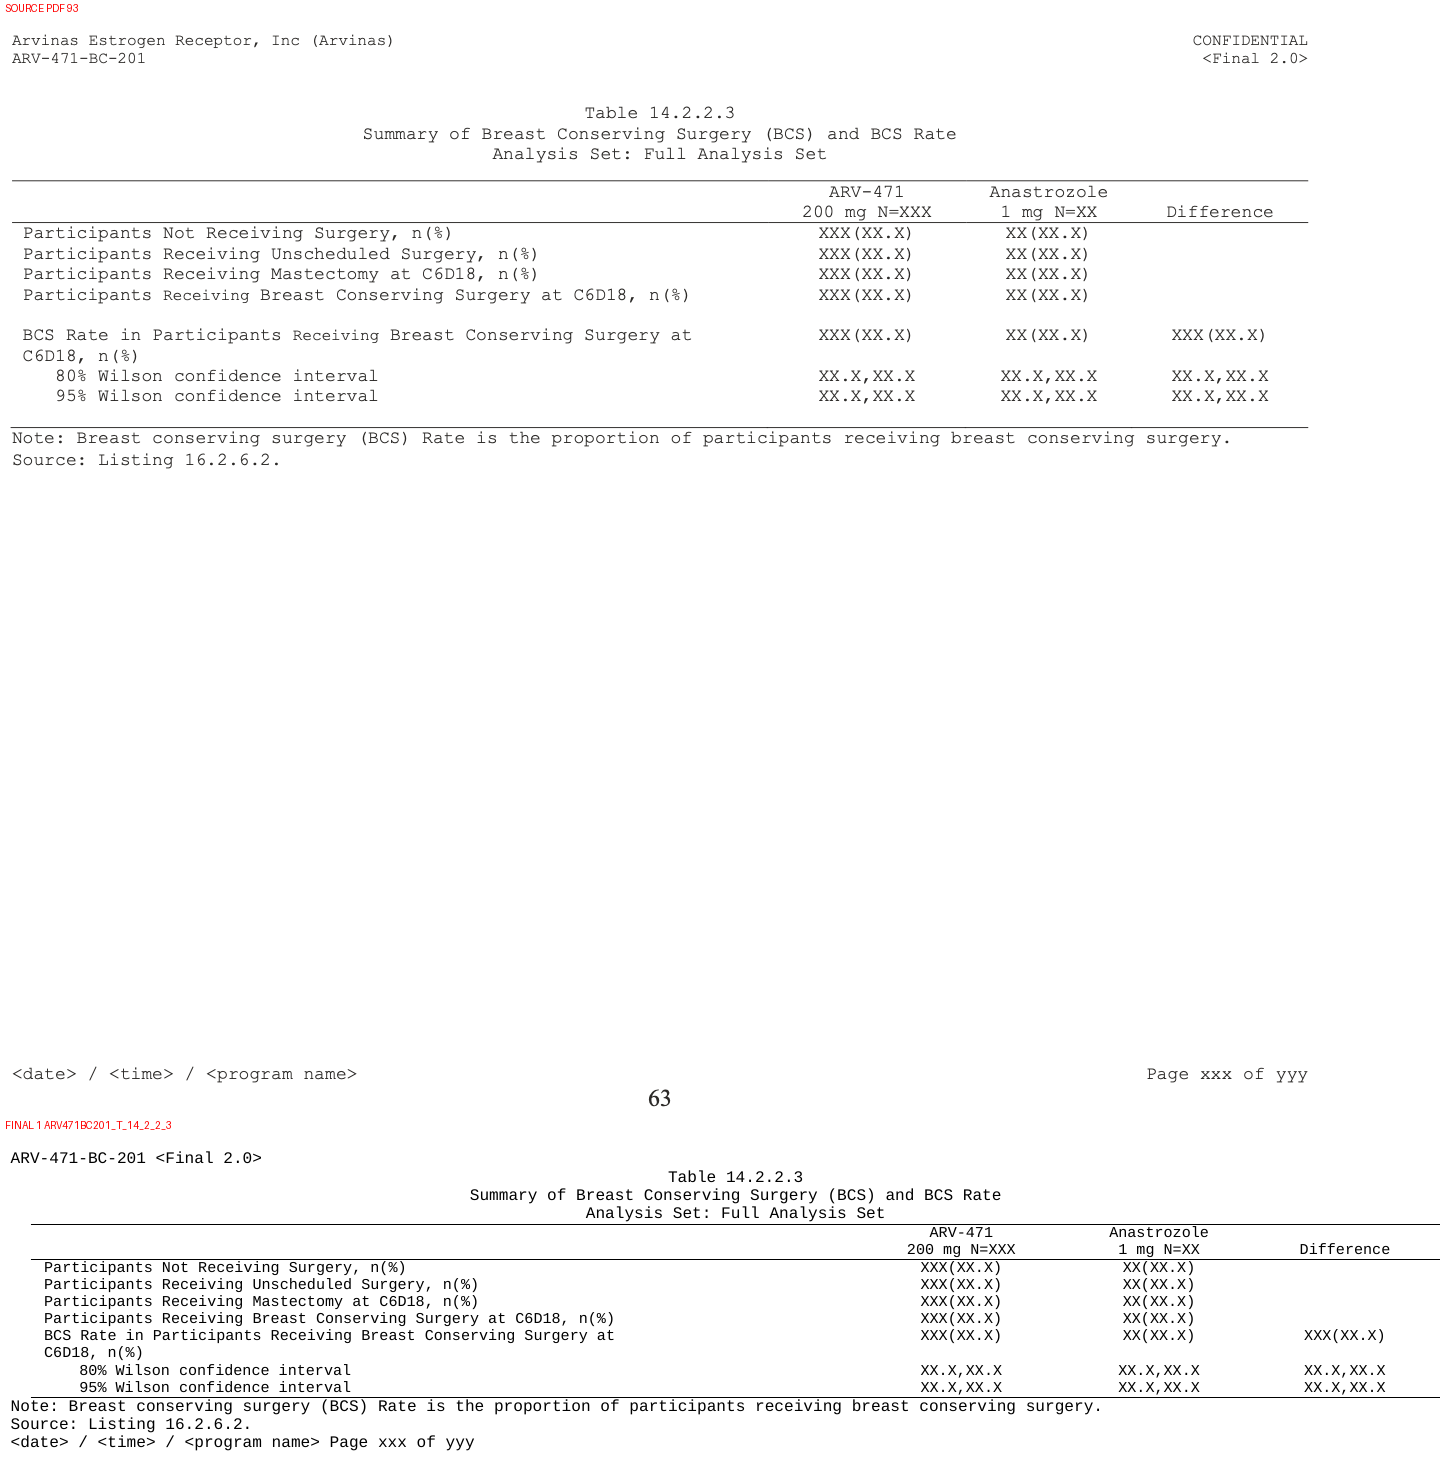 SOURCE PDF 93
Arvinas Estrogen Receptor, Inc (Arvinas) CONFIDENTIAL
ARV-471-BC-201 <Final 2.0>
Table 14.2.2.3
Summary of Breast Conserving Surgery (BCS) and BCS Rate
Analysis Set: Full Analysis Set
ARV-471 Anastrozole
200 mg N=XXX 1 mg N=XX Difference
Participants Not Receiving Surgery, n(%) XXX(XX.X) XX(XX.X)
Participants Receiving Unscheduled Surgery, n(%) XXX(XX.X) XX(XX.X)
Participants Receiving Mastectomy at C6D18, n(%) XXX(XX.X) XX(XX.X)
Participants Receiving Breast Conserving Surgery at C6D18, n(%) XXX(XX.X) XX(XX.X)
BCS Rate in Participants Receiving Breast Conserving Surgery at XXX(XX.X) XX(XX.X) XXX(XX.X)
C6D18, n(%)
80% Wilson confidence interval XX.X,XX.X XX.X,XX.X XX.X,XX.X
95% Wilson confidence interval XX.X,XX.X XX.X,XX.X XX.X,XX.X
Note: Breast conserving surgery (BCS) Rate is the proportion of participants receiving breast conserving surgery.
Source: Listing 16.2.6.2.
<date> / <time> / <program name> Page xxx of yyy
63
FINAL 1 ARV471BC201_T_14_2_2_3
ARV-471-BC-201 <Final 2.0>
Table 14.2.2.3
Summary of Breast Conserving Surgery (BCS) and BCS Rate
Analysis Set: Full Analysis Set
ARV-471 Anastrozole
200 mg N=XXX 1 mg N=XX Difference
Participants Not Receiving Surgery, n(%) XXX(XX.X) XX(XX.X)
Participants Receiving Unscheduled Surgery, n(%) XXX(XX.X) XX(XX.X)
Participants Receiving Mastectomy at C6D18, n(%) XXX(XX.X) XX(XX.X)
Participants Receiving Breast Conserving Surgery at C6D18, n(%) XXX(XX.X) XX(XX.X)
BCS Rate in Participants Receiving Breast Conserving Surgery at XXX(XX.X) XX(XX.X) XXX(XX.X)
C6D18, n(%)
80% Wilson confidence interval XX.X,XX.X XX.X,XX.X XX.X,XX.X
95% Wilson confidence interval XX.X,XX.X XX.X,XX.X XX.X,XX.X
Note: Breast conserving surgery (BCS) Rate is the proportion of participants receiving breast conserving surgery.
Source: Listing 16.2.6.2.
<date> / <time> / <program name> Page xxx of yyy